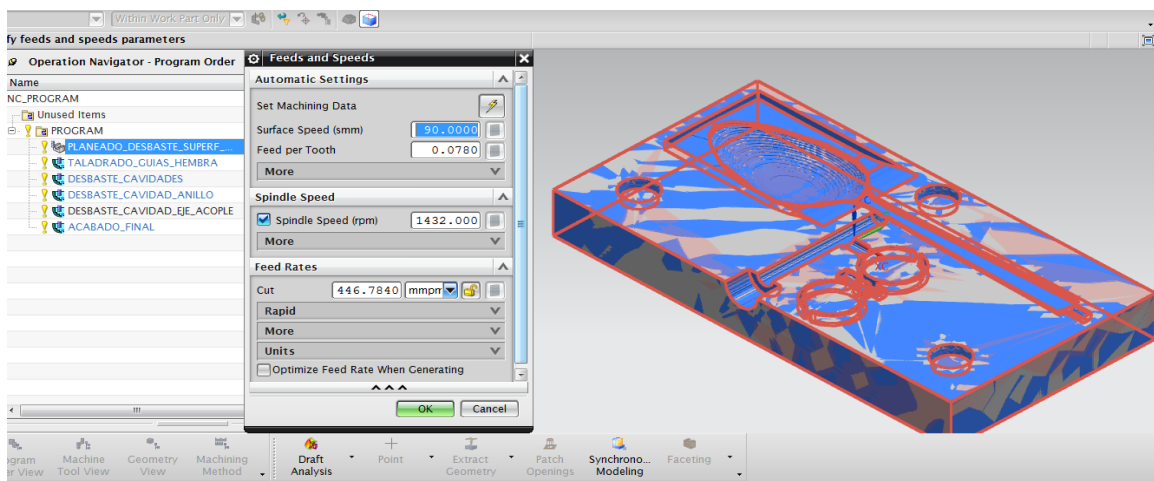 Within Work Part Only
fy feeds and speeds parameters
Operation Navigator - Program Order
Name
NC_PROGRAM
Unused Items
PROGRAM
PLANEADO_DESBASTE_SUPERF_...
TALADRADO_GUIAS_HEMBRA
DESBASTE_CAVIDADES
DESBASTE_CAVIDAD_ANILLO
DESBASTE_CAVIDAD_EJE_ACOPLE
ACABADO_FINAL
Feeds and Speeds
Automatic Settings
Set Machining Data
Surface Speed (smm) 90.0000
Feed per Tooth 0.0780
More
Spindle Speed
Spindle Speed (rpm) 1432.000
More
Feed Rates
Cut 446.7840 mmpm
Rapid
More
Units
Optimize Feed Rate When Generating
OK Cancel
ogram Machine Geometry Machining Draft Point Extract Patch Synchrono... Faceting
er View Tool View View Method Analysis Geometry Openings Modeling